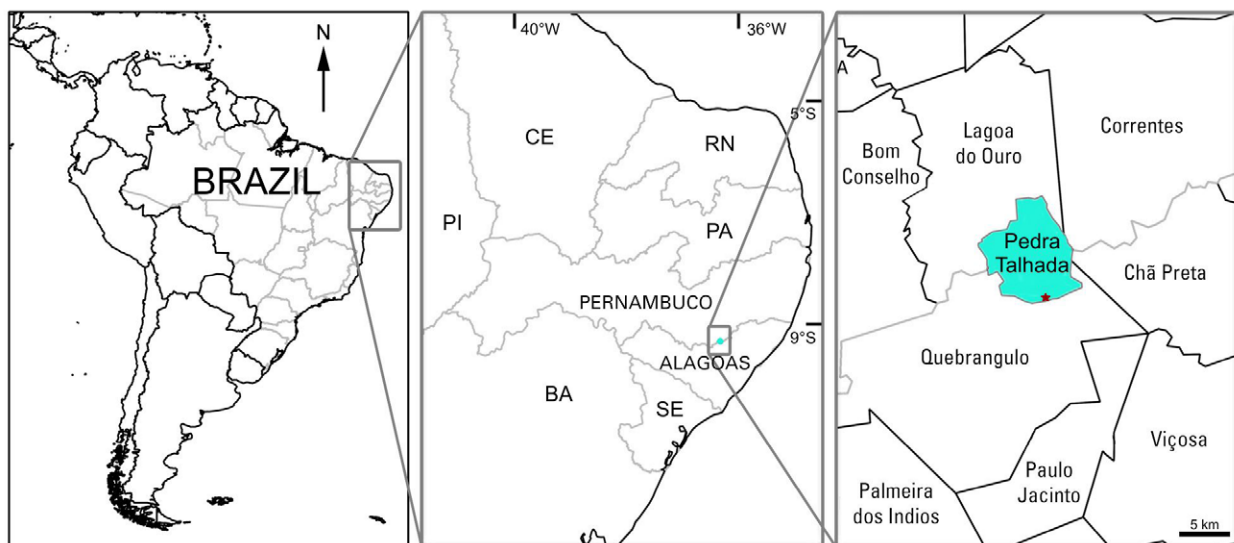 N
BRAZIL
40°W
36°W
5°S
CE
RN
PI
PA
PERNAMBUCO
9°S
ALAGOAS
BA
SE
A
Lagoa
do Ouro
Correntes
Bom
Conselho
Pedra
Talhada
Chã Preta
Quebrangulo
Viçosa
Paulo
Jacinto
Palmeira
dos Indios
5 km